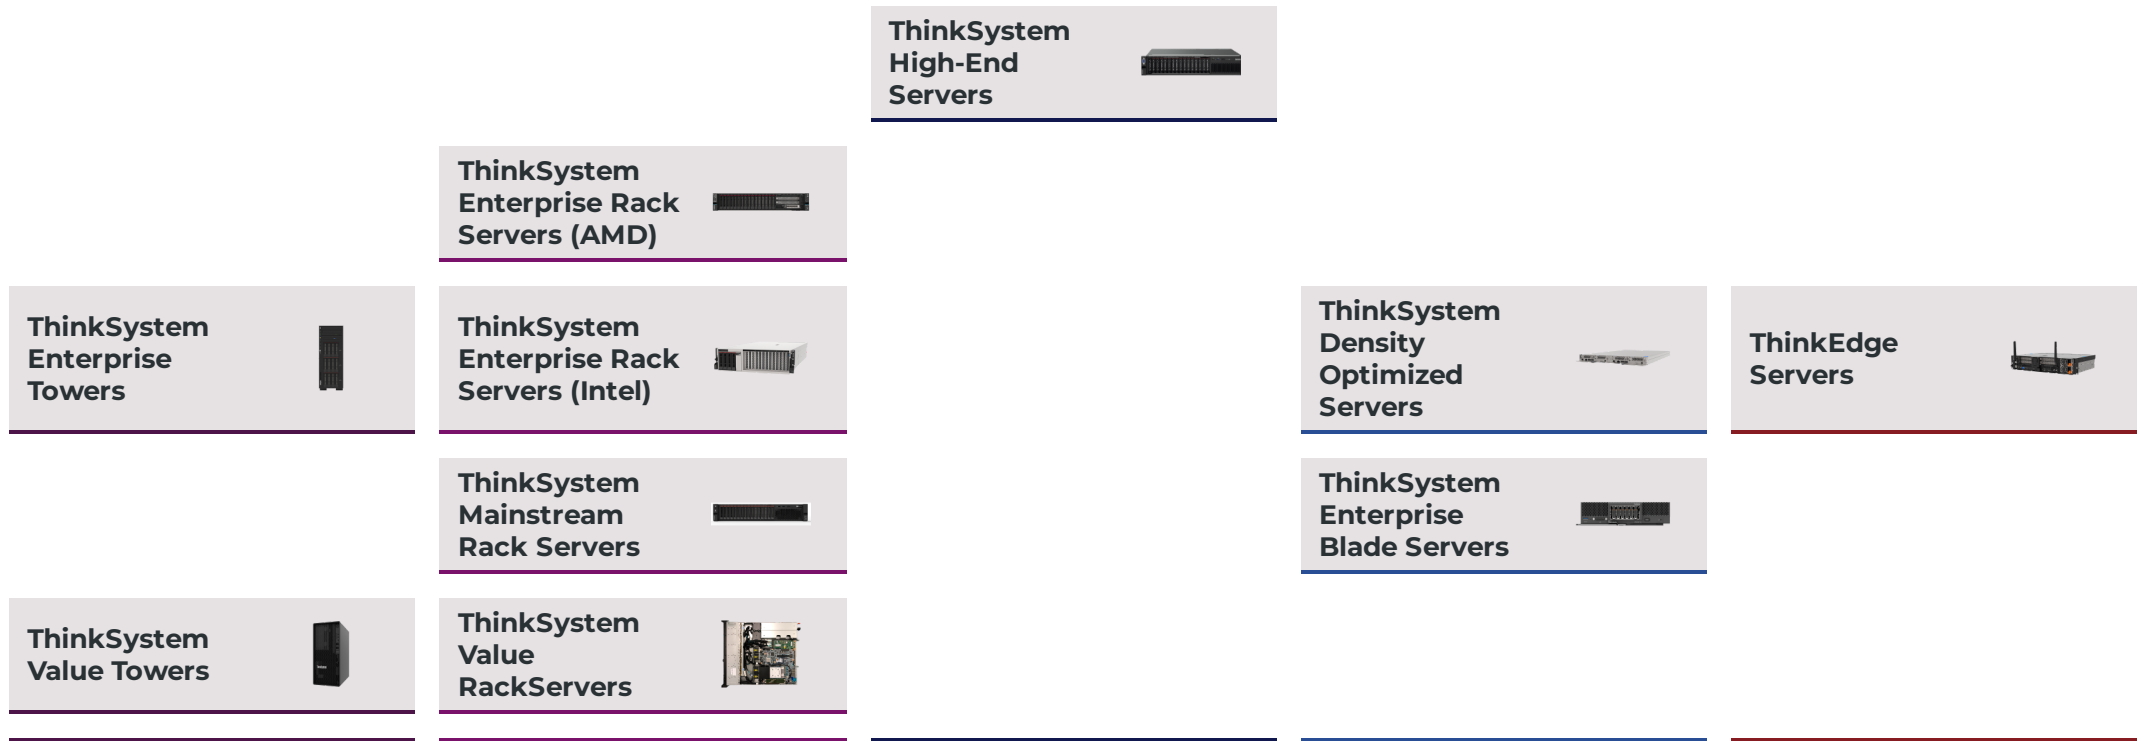 ThinkSystem
High-End
Servers
ThinkSystem
Enterprise Rack
Servers (AMD)
ThinkSystem
Enterprise
Towers
ThinkSystem
Enterprise Rack
Servers (Intel)
ThinkSystem
Density
Optimized
Servers
ThinkEdge
Servers
ThinkSystem
Mainstream
Rack Servers
ThinkSystem
Enterprise
Blade Servers
ThinkSystem
Value Towers
ThinkSystem
Value
RackServers